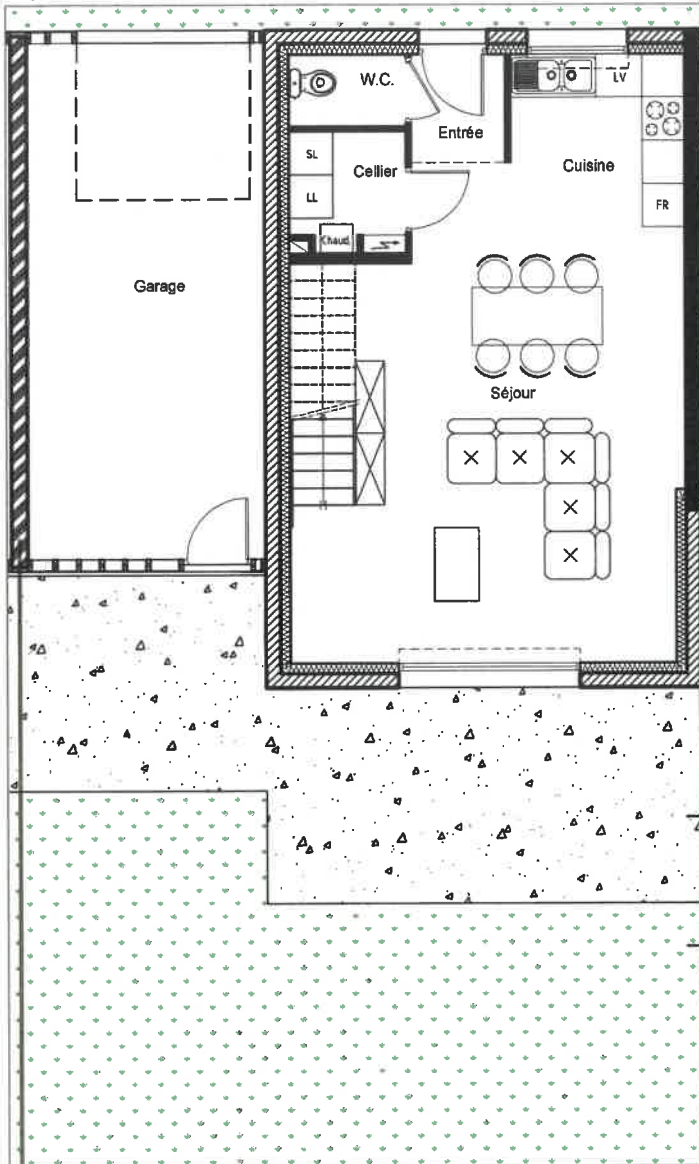 W.C.
LV
Entrée
SL
Cellier
Cuisine
LL
FR
Chaud.
Garage
Séjour